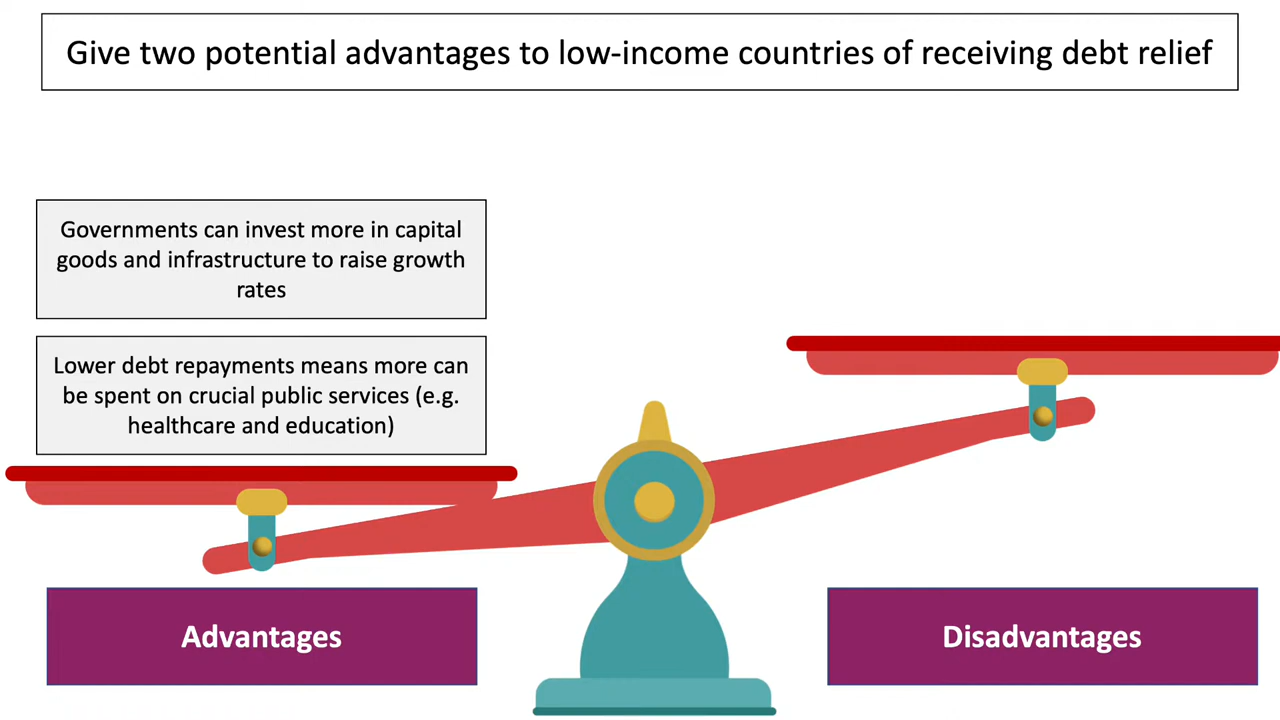 Give two potential advantages to low-income countries of receiving debt relief
Governments can invest more in capital
goods and infrastructure to raise growth
rates
Lower debt repayments means more can
be spent on crucial public services (e.g.
healthcare and education)
Advantages
Disadvantages